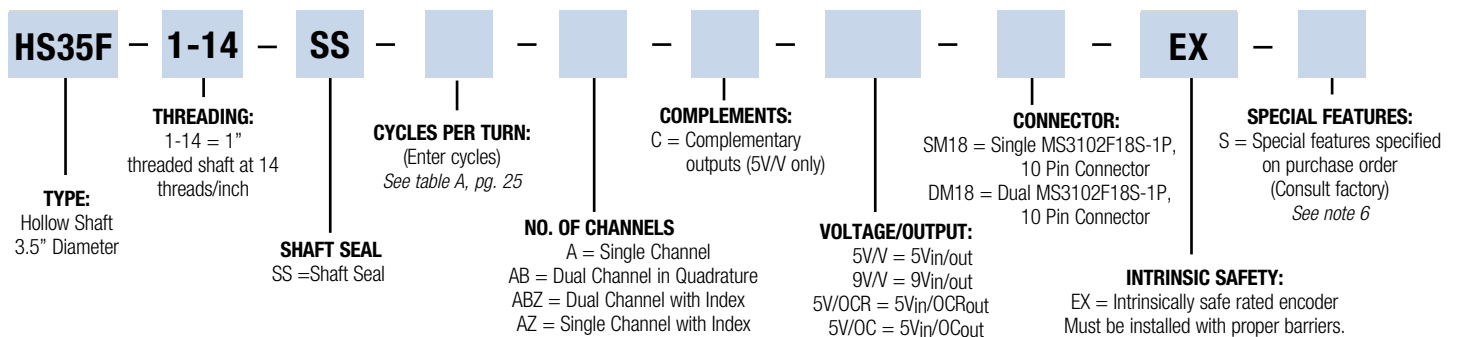 HS35F – 1-14 – SS – – – – – – EX –
THREADING:
1-14 = 1"
threaded shaft at 14
threads/inch
TYPE:
Hollow Shaft
3.5" Diameter
SHAFT SEAL
SS =Shaft Seal
CYCLES PER TURN:
(Enter cycles)
See table A, pg. 25
NO. OF CHANNELS
A = Single Channel
AB = Dual Channel in Quadrature
ABZ = Dual Channel with Index
AZ = Single Channel with Index
COMPLEMENTS:
C = Complementary
outputs (5V/V only)
VOLTAGE/OUTPUT:
5V/V = 5Vin/out
9V/V = 9Vin/out
5V/OCR = 5Vin/OCRout
5V/OC = 5Vin/OCout
CONNECTOR:
SM18 = Single MS3102F18S-1P,
10 Pin Connector
DM18 = Dual MS3102F18S-1P,
10 Pin Connector
INTRINSIC SAFETY:
EX = Intrinsically safe rated encoder
Must be installed with proper barriers.
SPECIAL FEATURES:
S = Special features specified
on purchase order
(Consult factory)
See note 6